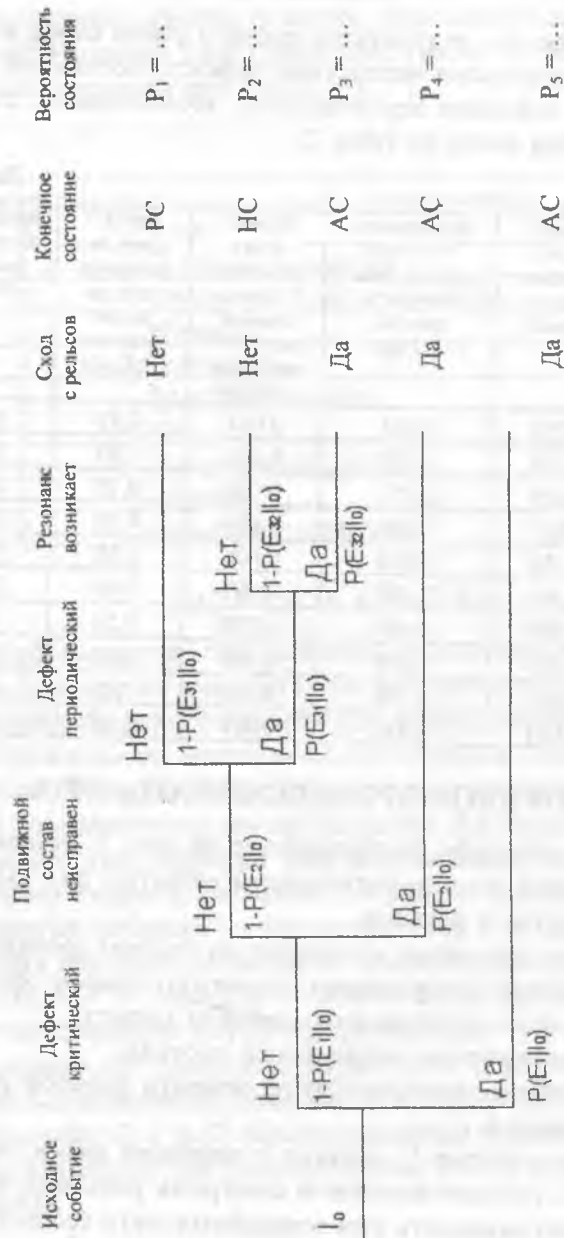 Исходное
событие
Дефект
критический
Подвижной
состав
неисправен
Дефект
периодический
Резонанс
возникает
Сход
с рельсов
Конечное
состояние
Вероятность
состояния
I₀
Нет
1-P(E₁|I₀)
Да
P(E₁|I₀)
Нет
1-P(E₂|I₀)
Да
P(E₂|I₀)
Нет
1-P(E₃₁|I₀)
Да
P(E₃₁|I₀)
Нет
1-P(E₃₂|I₀)
Да
P(E₃₂|I₀)
Нет
РС
P₁ = ...
Нет
НС
P₂ = ...
Да
АС
P₃ = ...
Да
АС
P₄ = ...
Да
АС
P₅ = ...